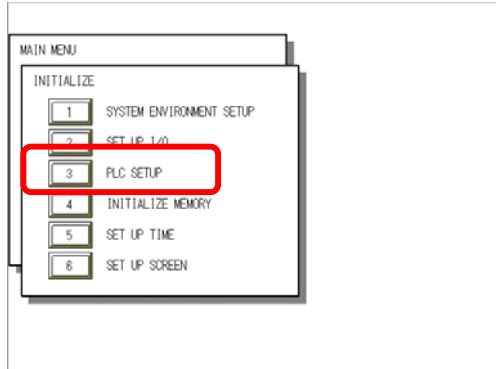 MAIN MENU
INITIALIZE
1 SYSTEM ENVIRONMENT SETUP
2 SET UP I/O
3 PLC SETUP
4 INITIALIZE MEMORY
5 SET UP TIME
6 SET UP SCREEN